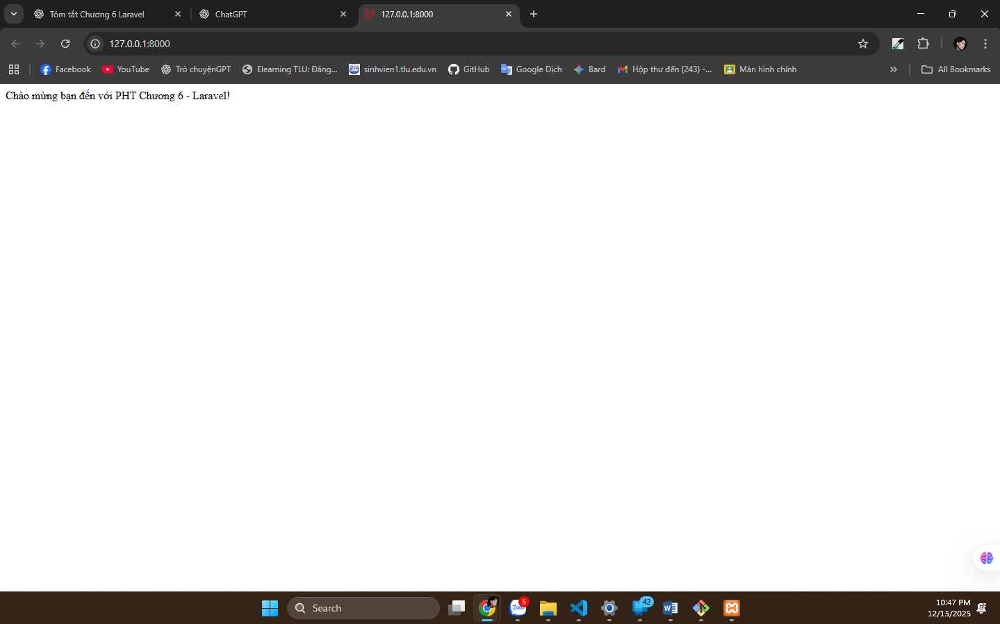 Tóm tắt Chương 6 Laravel
ChatGPT
127.0.0.1:8000
127.0.0.1:8000
Facebook
YouTube
Trò chuyệnGPT
Elearning TLU: Đăng...
sinhvien1.tlu.edu.vn
GitHub
Google Dịch
Bard
Hộp thư đến (243) -...
Màn hình chính
All Bookmarks
Chào mừng bạn đến với PHT Chương 6 - Laravel!
Search
Zalo
5
42
10:47 PM
12/15/2025